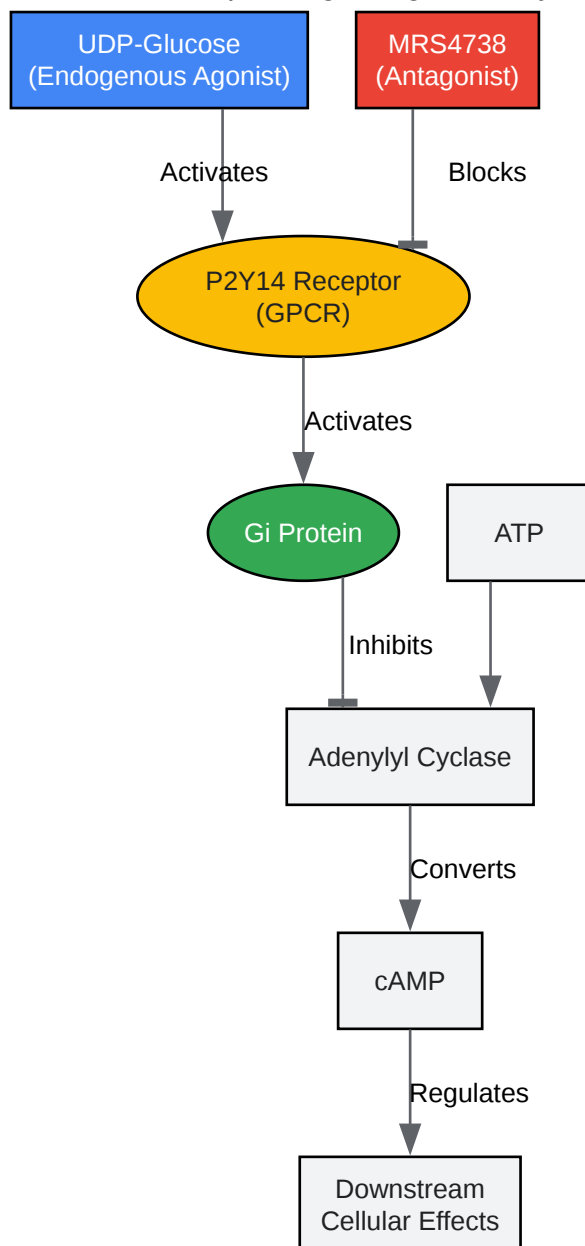 UDP-Glucose
(Endogenous Agonist)
MRS4738
(Antagonist)
Activates
Blocks
P2Y14 Receptor
(GPCR)
Activates
Gi Protein
ATP
Inhibits
Adenylyl Cyclase
Converts
cAMP
Regulates
Downstream
Cellular Effects